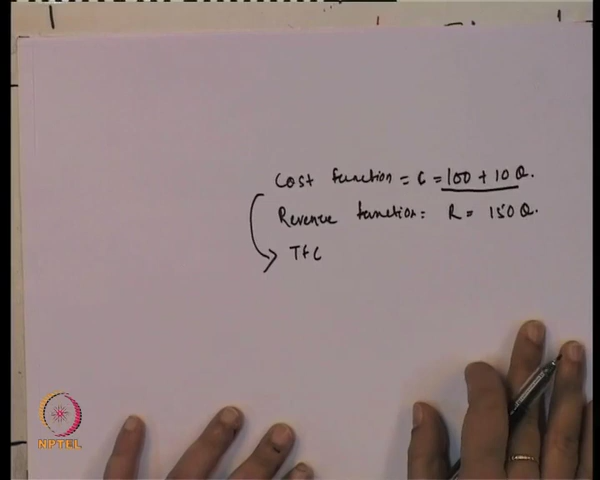 Cost function = C = 100 + 10 Q.
Revenue function: R = 150 Q.
TFC
NPTEL